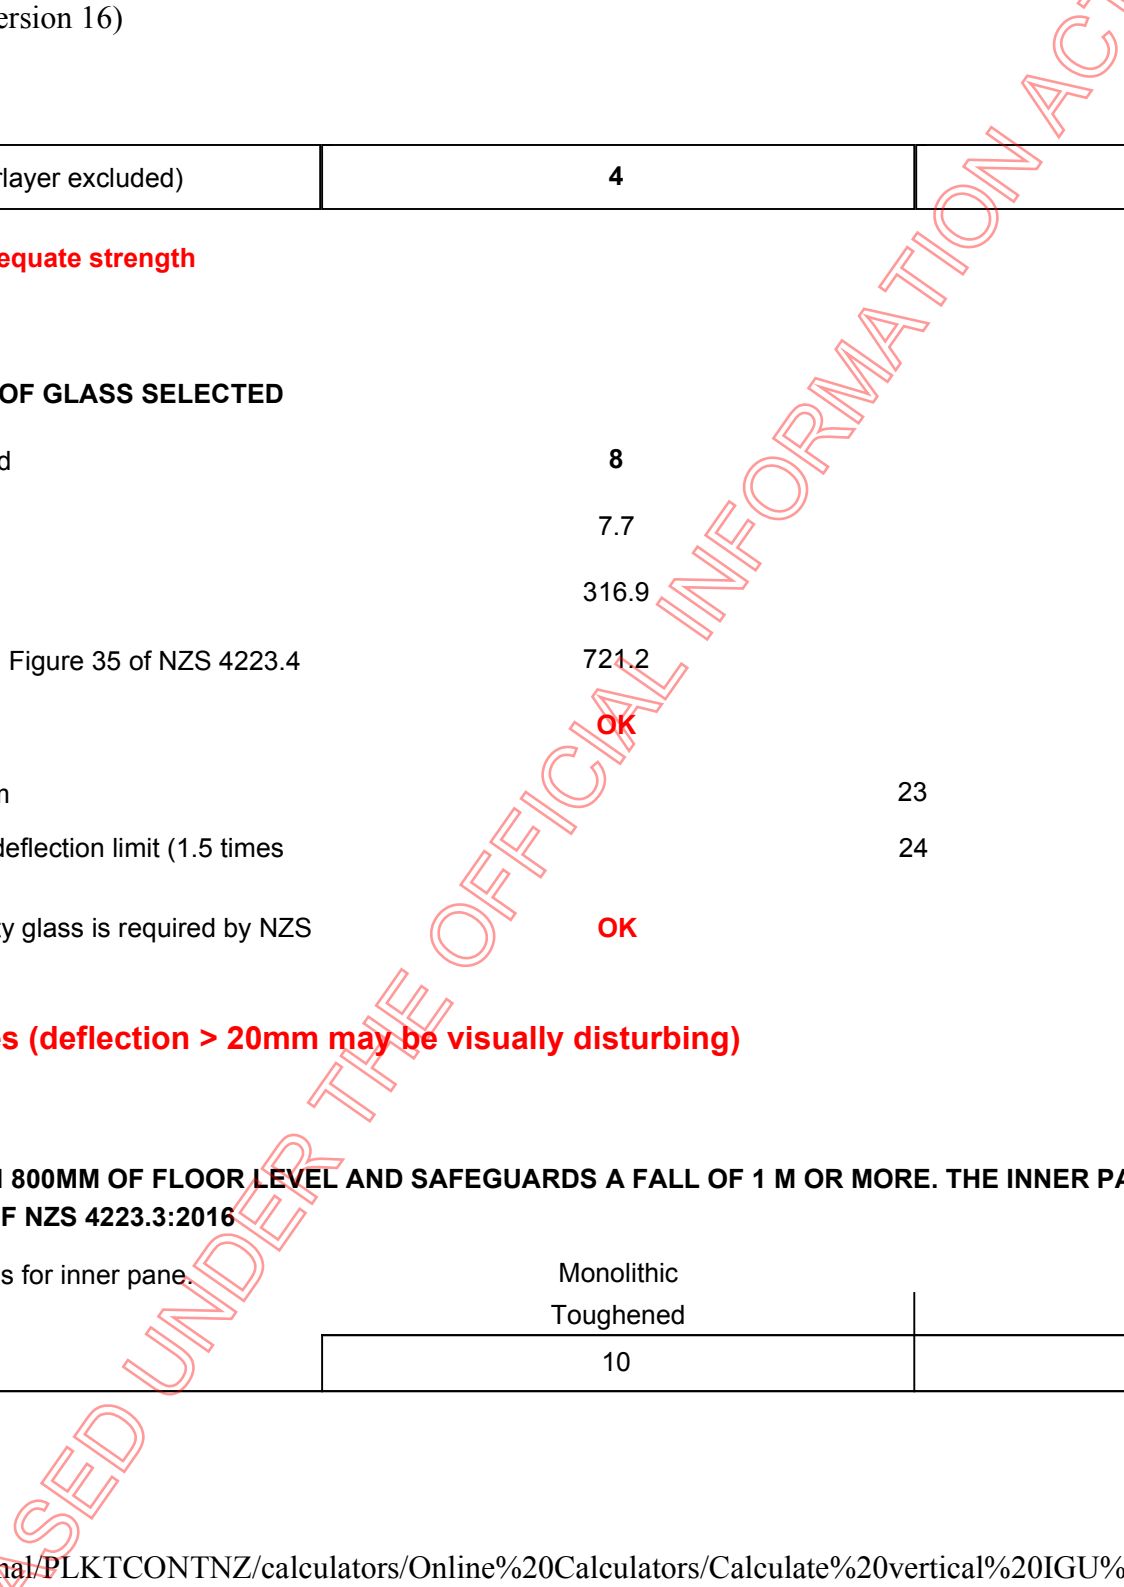 ersion 16)
rlayer excluded) 4
equate strength
OF GLASS SELECTED
d 8
7.7
316.9
Figure 35 of NZS 4223.4 721.2
OK
n 23
deflection limit (1.5 times 24
ty glass is required by NZS OK
es (deflection > 20mm may be visually disturbing)
800MM OF FLOOR LEVEL AND SAFEGUARDS A FALL OF 1 M OR MORE. THE INNER PA
F NZS 4223.3:2016
s for inner pane. Monolithic
Toughened
10
nal/PLKTCONTNZ/calculators/Online%20Calculators/Calculate%20vertical%20IGU%
ASED UNDER THE OFFICIAL INFORMATION ACT